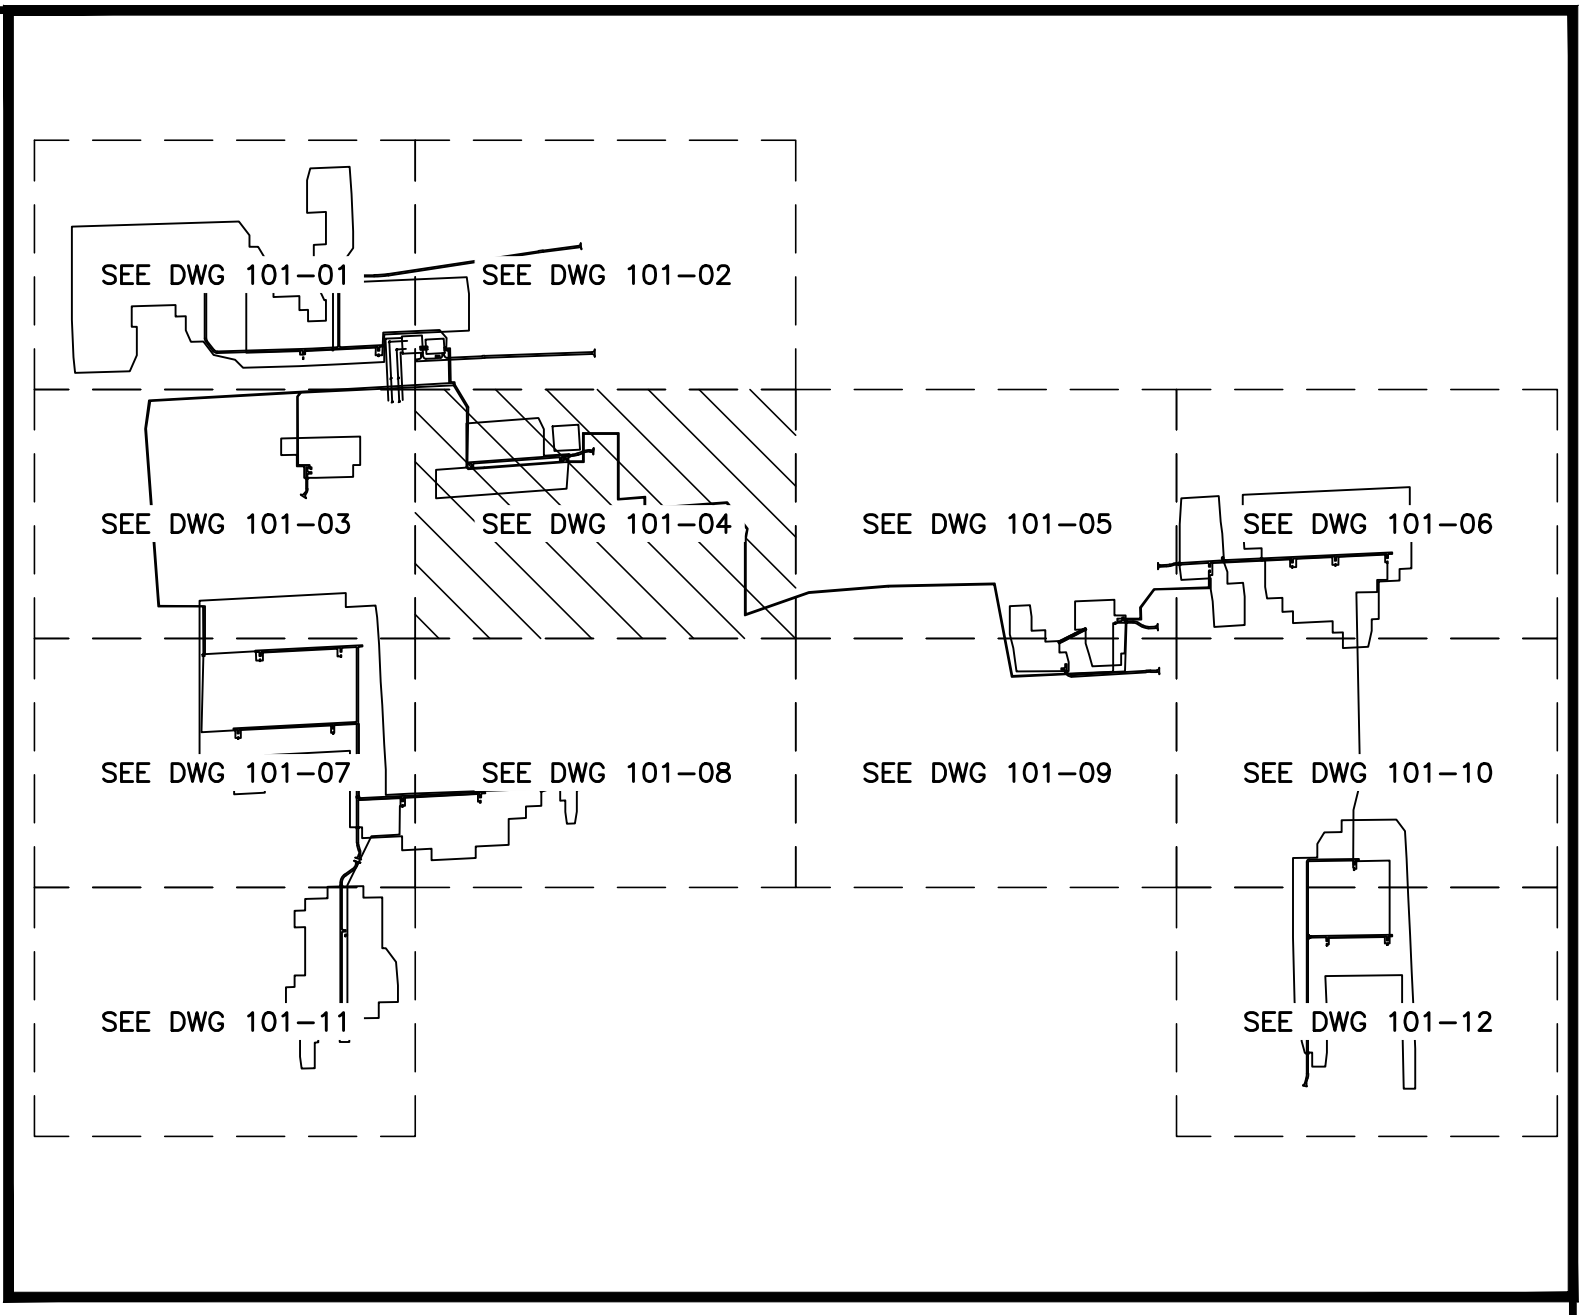 SEE DWG 101-01
SEE DWG 101-02
SEE DWG 101-03
SEE DWG 101-04
SEE DWG 101-05
SEE DWG 101-06
SEE DWG 101-07
SEE DWG 101-08
SEE DWG 101-09
SEE DWG 101-10
SEE DWG 101-11
SEE DWG 101-12